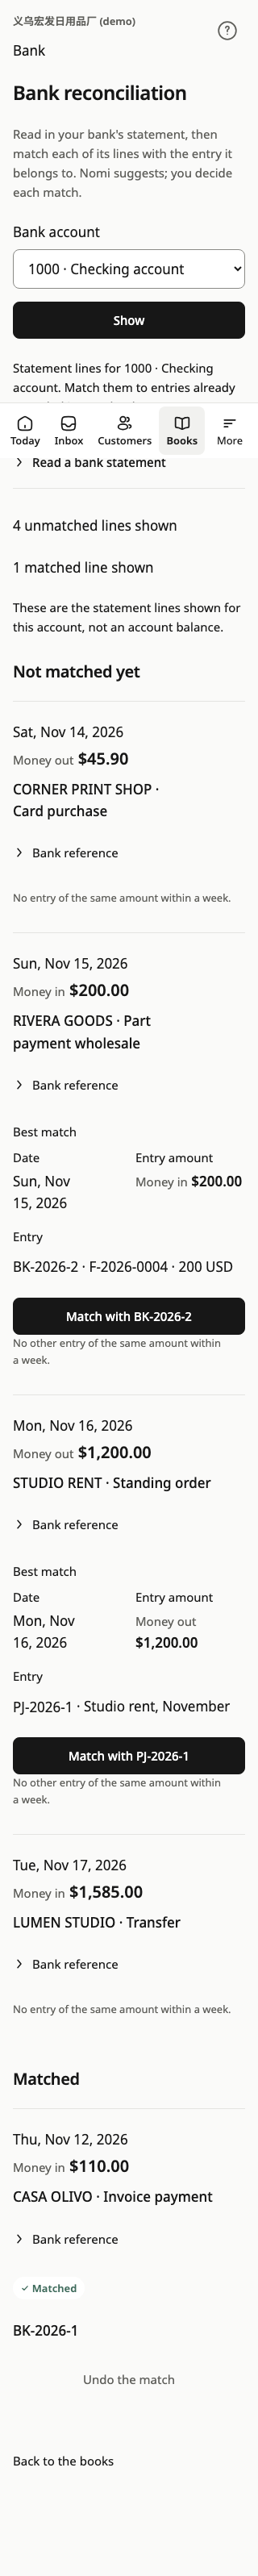 义乌宏发日用品厂 (demo)
Bank
Bank reconciliation
Read in your bank's statement, then
match each of its lines with the entry it
belongs to. Nomi suggests; you decide
each match.
Bank account
1000 · Checking account
Show
Statement lines for 1000 · Checking
account. Match them to entries already
Today
Inbox
Customers
Books
More
Read a bank statement
4 unmatched lines shown
1 matched line shown
These are the statement lines shown for
this account, not an account balance.
Not matched yet
Sat, Nov 14, 2026
Money out $45.90
CORNER PRINT SHOP ·
Card purchase
Bank reference
No entry of the same amount within a week.
Sun, Nov 15, 2026
Money in $200.00
RIVERA GOODS · Part
payment wholesale
Bank reference
Best match
Date
Sun, Nov
15, 2026
Entry amount
Money in $200.00
Entry
BK-2026-2 · F-2026-0004 · 200 USD
Match with BK-2026-2
No other entry of the same amount within
a week.
Mon, Nov 16, 2026
Money out $1,200.00
STUDIO RENT · Standing order
Bank reference
Best match
Date
Mon, Nov
16, 2026
Entry amount
Money out
$1,200.00
Entry
PJ-2026-1 · Studio rent, November
Match with PJ-2026-1
No other entry of the same amount within
a week.
Tue, Nov 17, 2026
Money in $1,585.00
LUMEN STUDIO · Transfer
Bank reference
No entry of the same amount within a week.
Matched
Thu, Nov 12, 2026
Money in $110.00
CASA OLIVO · Invoice payment
Bank reference
Matched
BK-2026-1
Undo the match
Back to the books